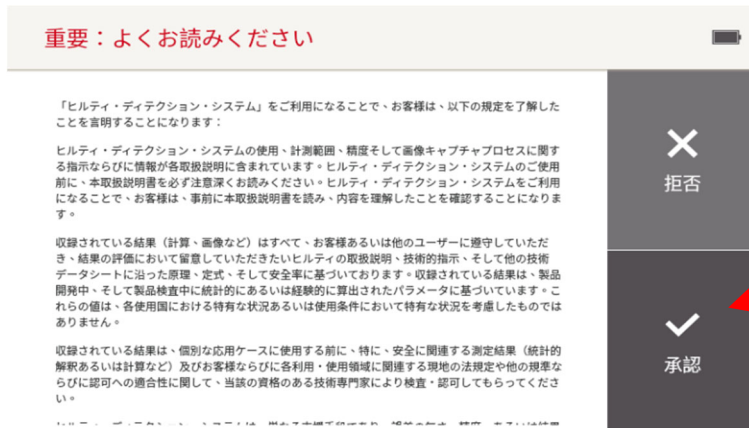 重要：よくお読みください
「ヒルティ・ディテクション・システム」をご利用になることで、お客様は、以下の規定を了解した
ことを言明することになります：
ヒルティ・ディテクション・システムの使用、計測範囲、精度そして画像キャプチャプロセスに関す
る指示ならびに情報が各取扱説明に含まれています。ヒルティ・ディテクション・システムのご使用
前に、本取扱説明書を必ず注意深くお読みください。ヒルティ・ディテクション・システムをご利用
になることで、お客様は、事前に本取扱説明書を読み、内容を理解したことを確認することになりま
す。
収録されている結果（計算、画像など）はすべて、お客様あるいは他のユーザーに遵守していただ
き、結果の評価において留意していただきたいヒルティの取扱説明、技術的指示、そして他の技術
データシートに沿った原理、定式、そして安全率に基づいております。収録されている結果は、製品
開発中、そして製品検査中に統計的にあるいは経験的に算出されたパラメータに基づいています。こ
れらの値は、各使用国における特有な状況あるいは使用条件において特有な状況を考慮したものでは
ありません。
収録されている結果は、個別な応用ケースに使用する前に、特に、安全に関連する測定結果（統計的
解釈あるいは計算など）及びお客様ならびに各利用・使用領域に関連する現地の法規定や他の規準な
らびに認可への適合性に関して、当該の資格のある技術専門家により検査・認可してもらってくださ
い。
拒否
承認